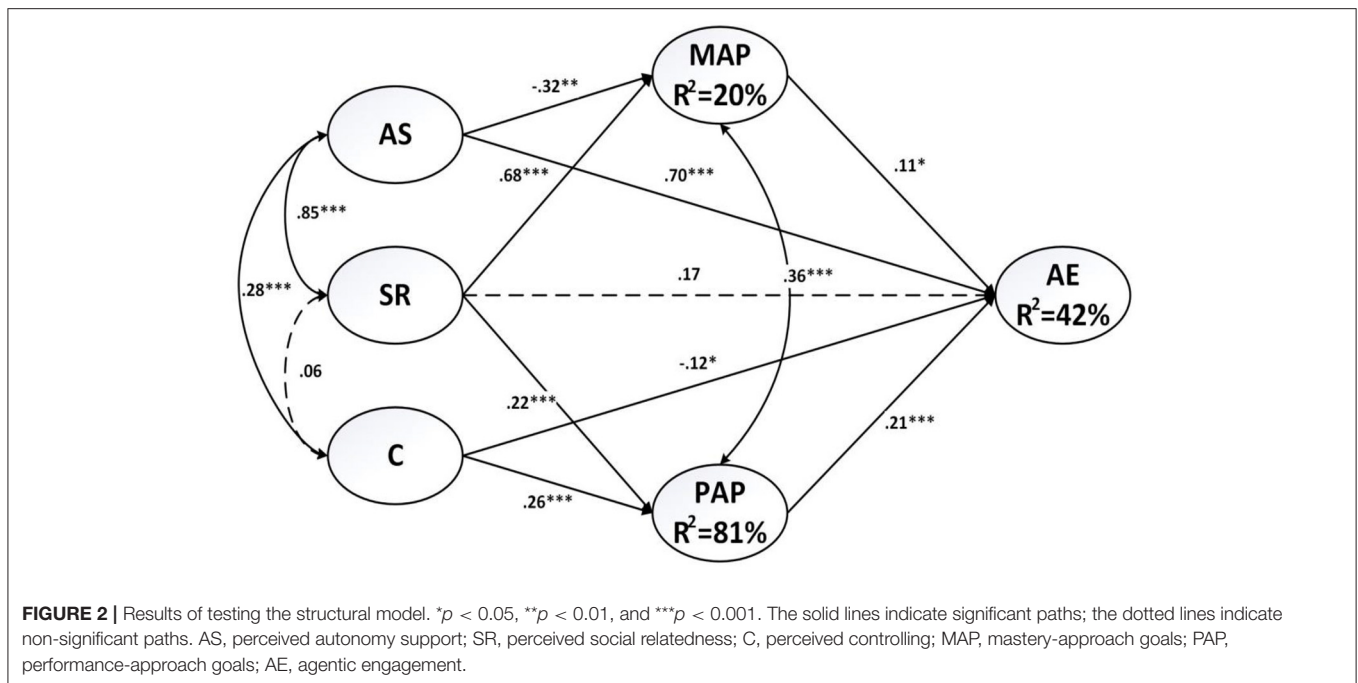 MAP
R²=20%
-.32**
AS
.11*
.68***
.70***
.85***
AE
R²=42%
.28***
SR
.17
.36***
.06
-.12*
.22***
.21***
C
.26***
PAP
R²=81%
FIGURE 2 | Results of testing the structural model. *p < 0.05, **p < 0.01, and ***p < 0.001. The solid lines indicate significant paths; the dotted lines indicate
non-significant paths. AS, perceived autonomy support; SR, perceived social relatedness; C, perceived controlling; MAP, mastery-approach goals; PAP,
performance-approach goals; AE, agentic engagement.